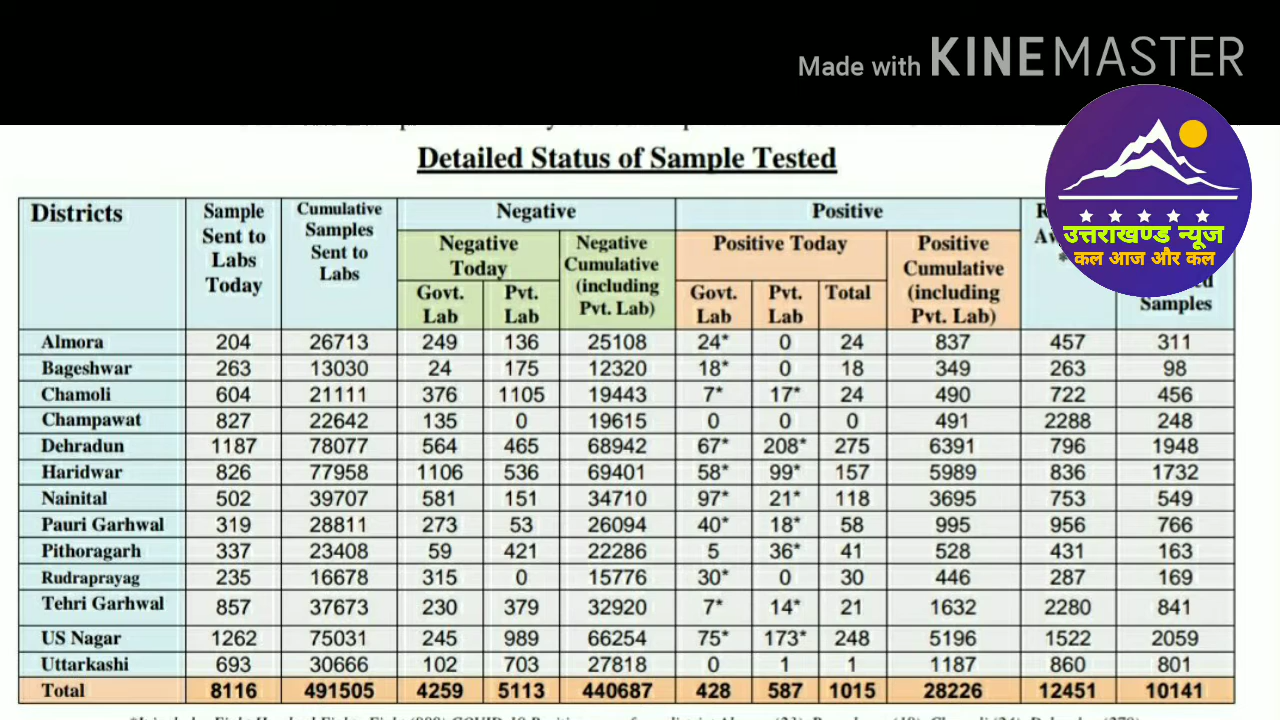 Made with KINEMASTER
Detailed Status of Sample Tested
उत्तराखण्ड न्यूज
कल आज और कल
Districts Sample Sent to Labs Today Cumulative Samples Sent to Labs Negative Positive
Negative Today Negative Cumulative (including Pvt. Lab) Positive Today Positive Cumulative (including Pvt. Lab) Samples
Govt. Lab Pvt. Lab Govt. Lab Pvt. Lab Total
Almora 204 26713 249 136 25108 24* 0 24 837 457 311
Bageshwar 263 13030 24 175 12320 18* 0 18 349 263 98
Chamoli 604 21111 376 1105 19443 7* 17* 24 490 722 456
Champawat 827 22642 135 0 19615 0 0 0 491 2288 248
Dehradun 1187 78077 564 465 68942 67* 208* 275 6391 796 1948
Haridwar 826 77958 1106 536 69401 58* 99* 157 5989 836 1732
Nainital 502 39707 581 151 34710 97* 21* 118 3695 753 549
Pauri Garhwal 319 28811 273 53 26094 40* 18* 58 995 956 766
Pithoragarh 337 23408 59 421 22286 5 36* 41 528 431 163
Rudraprayag 235 16678 315 0 15776 30* 0 30 446 287 169
Tehri Garhwal 857 37673 230 379 32920 7* 14* 21 1632 2280 841
US Nagar 1262 75031 245 989 66254 75* 173* 248 5196 1522 2059
Uttarkashi 693 30666 102 703 27818 0 1 1 1187 860 801
Total 8116 491505 4259 5113 440687 428 587 1015 28226 12451 10141